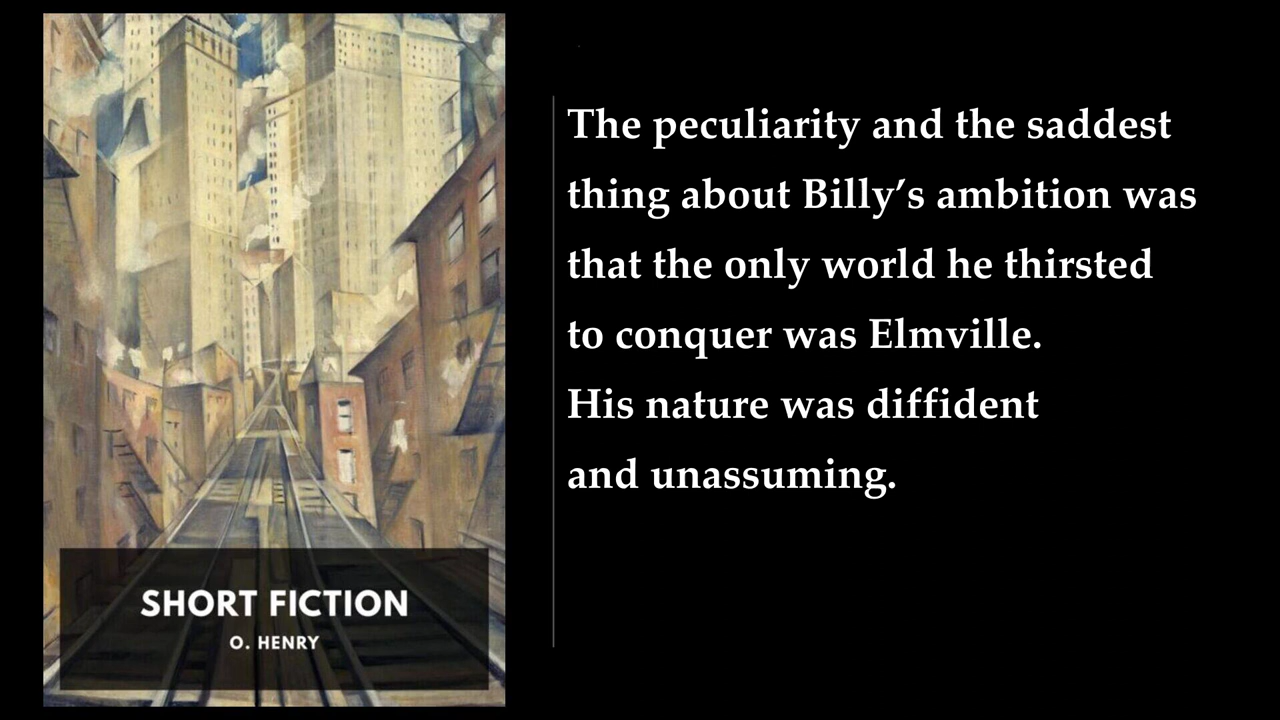 The peculiarity and the saddest
thing about Billy’s ambition was
that the only world he thirsted
to conquer was Elmville.
His nature was diffident
and unassuming.
SHORT FICTION
O. HENRY